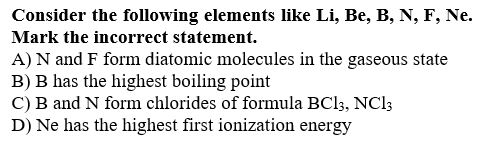 Consider the following elements like Li, Be, B, N, F, Ne.
Mark the incorrect statement.
A) N and F form diatomic molecules in the gaseous state
B) B has the highest boiling point
C) B and N form chlorides of formula BCl₃, NCl₃
D) Ne has the highest first ionization energy